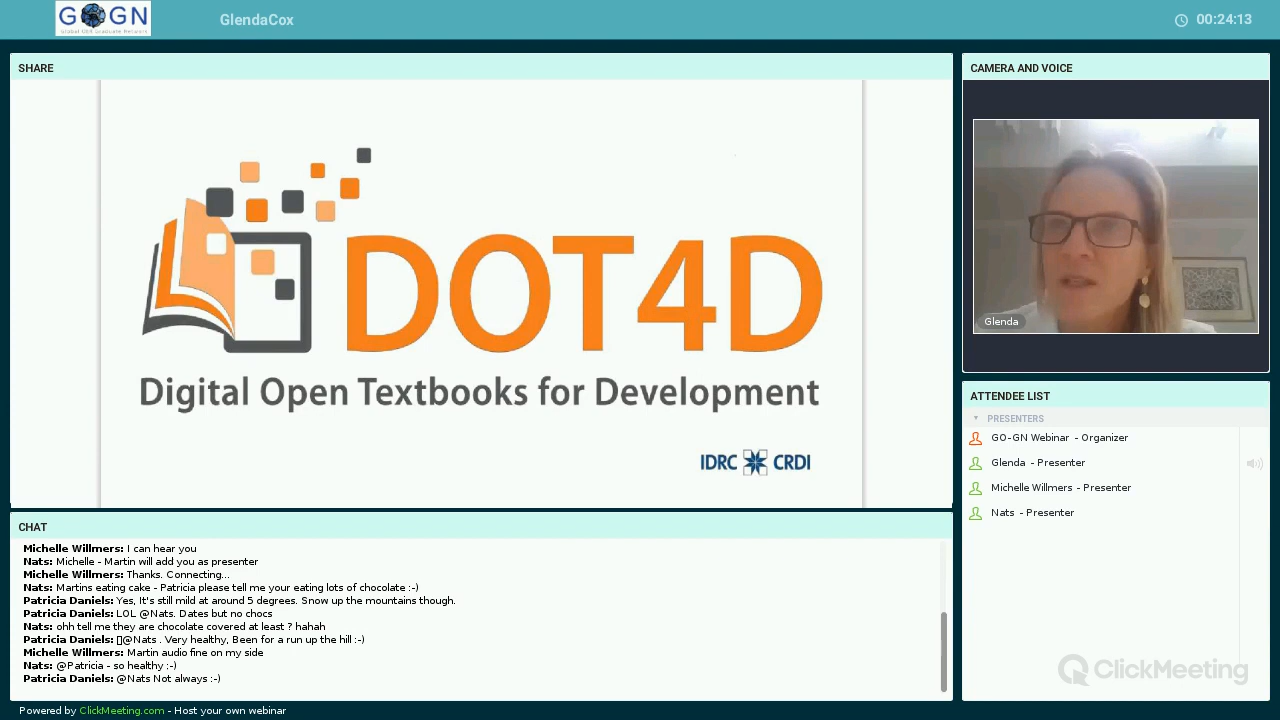 GO GN
Global OER Graduate Network
GlendaCox
00:24:13
SHARE
DOT4D
Digital Open Textbooks for Development
IDRC CRDI
CHAT
Michelle Willmers: I can hear you
Nats: Michelle - Martin will add you as presenter
Michelle Willmers: Thanks. Connecting...
Nats: Martins eating cake - Patricia please tell me your eating lots of chocolate :-)
Patricia Daniels: Yes, It's still mild at around 5 degrees. Snow up the mountains though.
Patricia Daniels: LOL @Nats. Dates but no chocs
Nats: ohh tell me they are chocolate covered at least ? hahah
Patricia Daniels: @Nats . Very healthy, Been for a run up the hill :-)
Michelle Willmers: Martin audio fine on my side
Nats: @Patricia - so healthy :-)
Patricia Daniels: @Nats Not always :-)
CAMERA AND VOICE
Glenda
ATTENDEE LIST
PRESENTERS
GO-GN Webinar - Organizer
Glenda - Presenter
Michelle Willmers - Presenter
Nats - Presenter
ClickMeeting
Powered by ClickMeeting.com - Host your own webinar